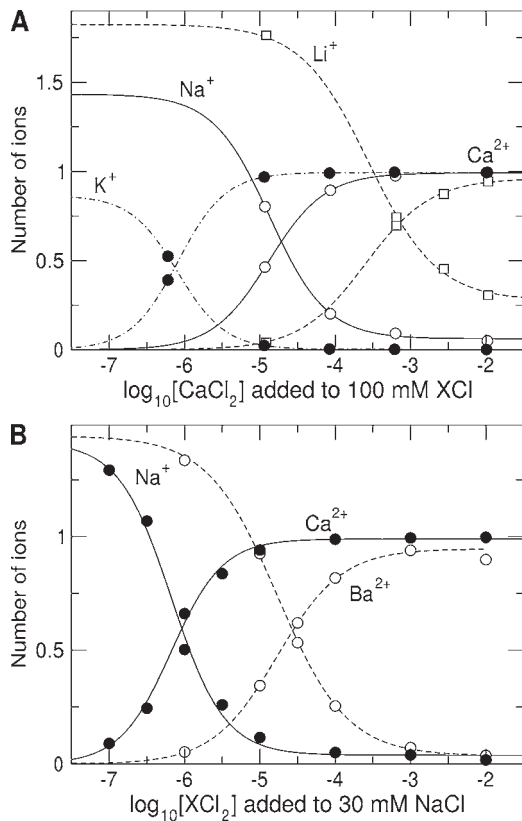 A
Number of ions
1.5
1
0.5
0
K⁺
Na⁺
Li⁺
Ca²⁺
-7 -6 -5 -4 -3 -2
log₁₀[CaCl₂] added to 100 mM XCl
B
Number of ions
1
0.5
0
Na⁺
Ca²⁺
Ba²⁺
-7 -6 -5 -4 -3 -2
log₁₀[XCl₂] added to 30 mM NaCl